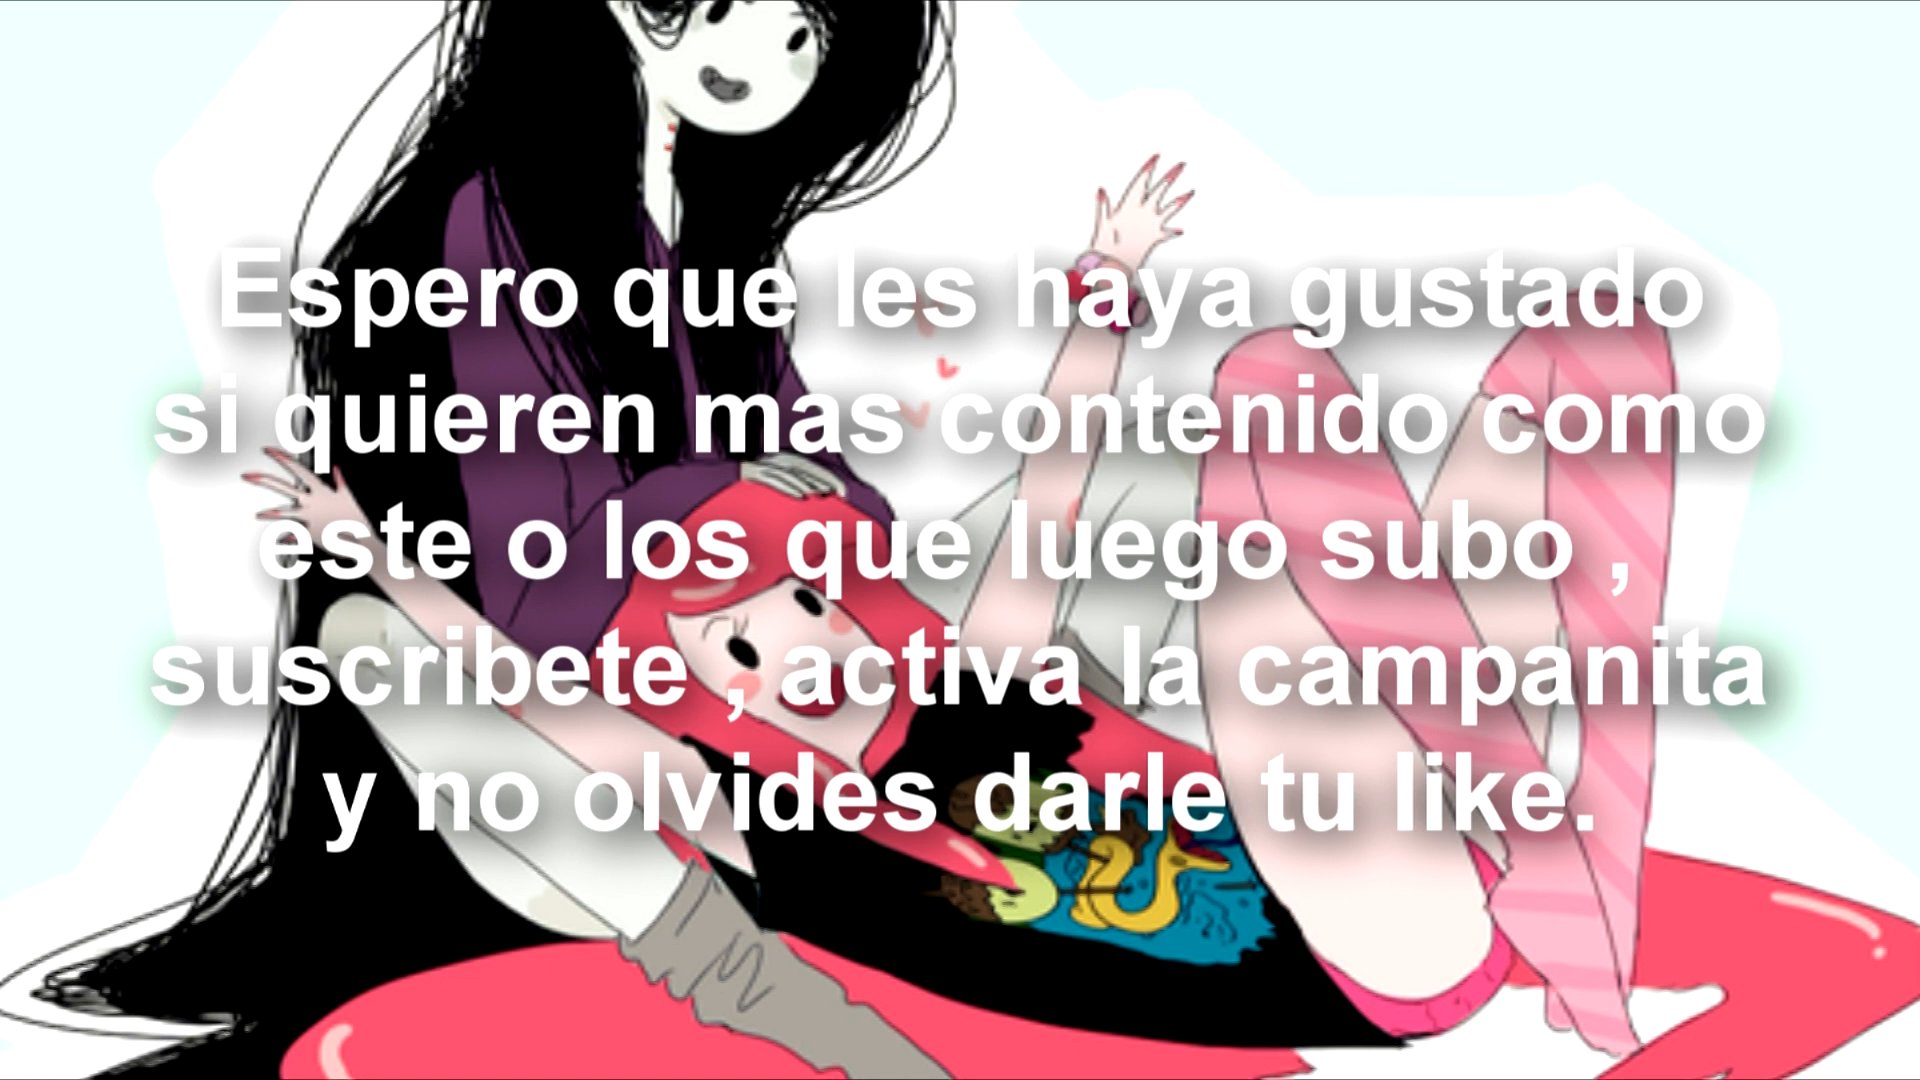 Espero que les haya gustado
si quieren mas contenido como
este o los que luego subo ,
suscribete , activa la campanita
y no olvides darle tu like.